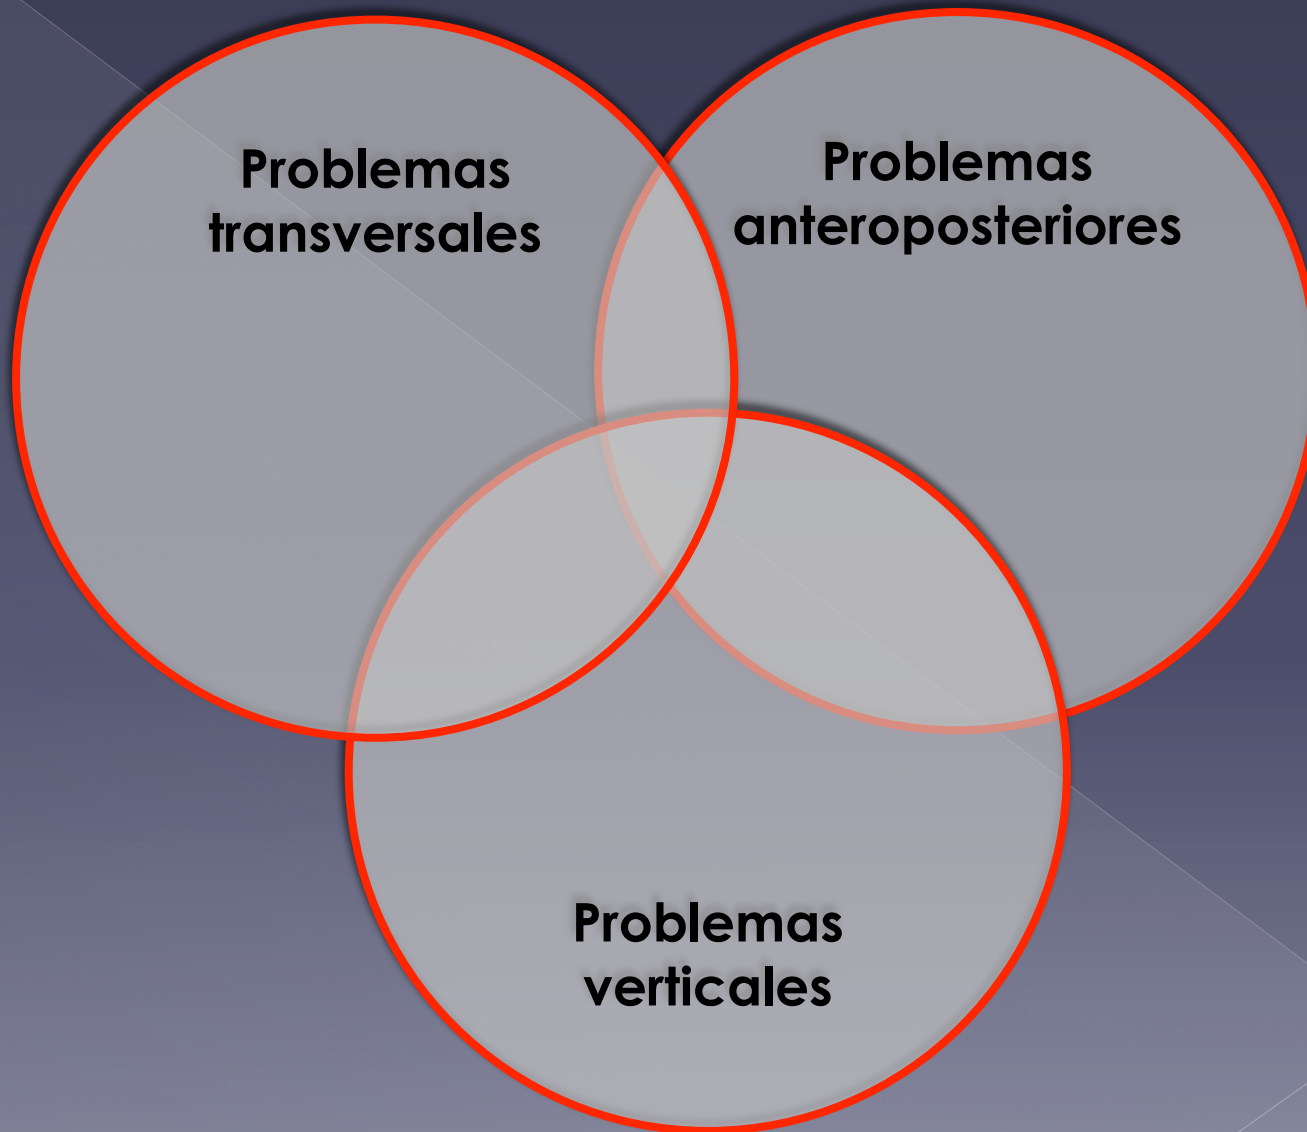 Problemas
transversales
Problemas
anteroposteriores
Problemas
verticales